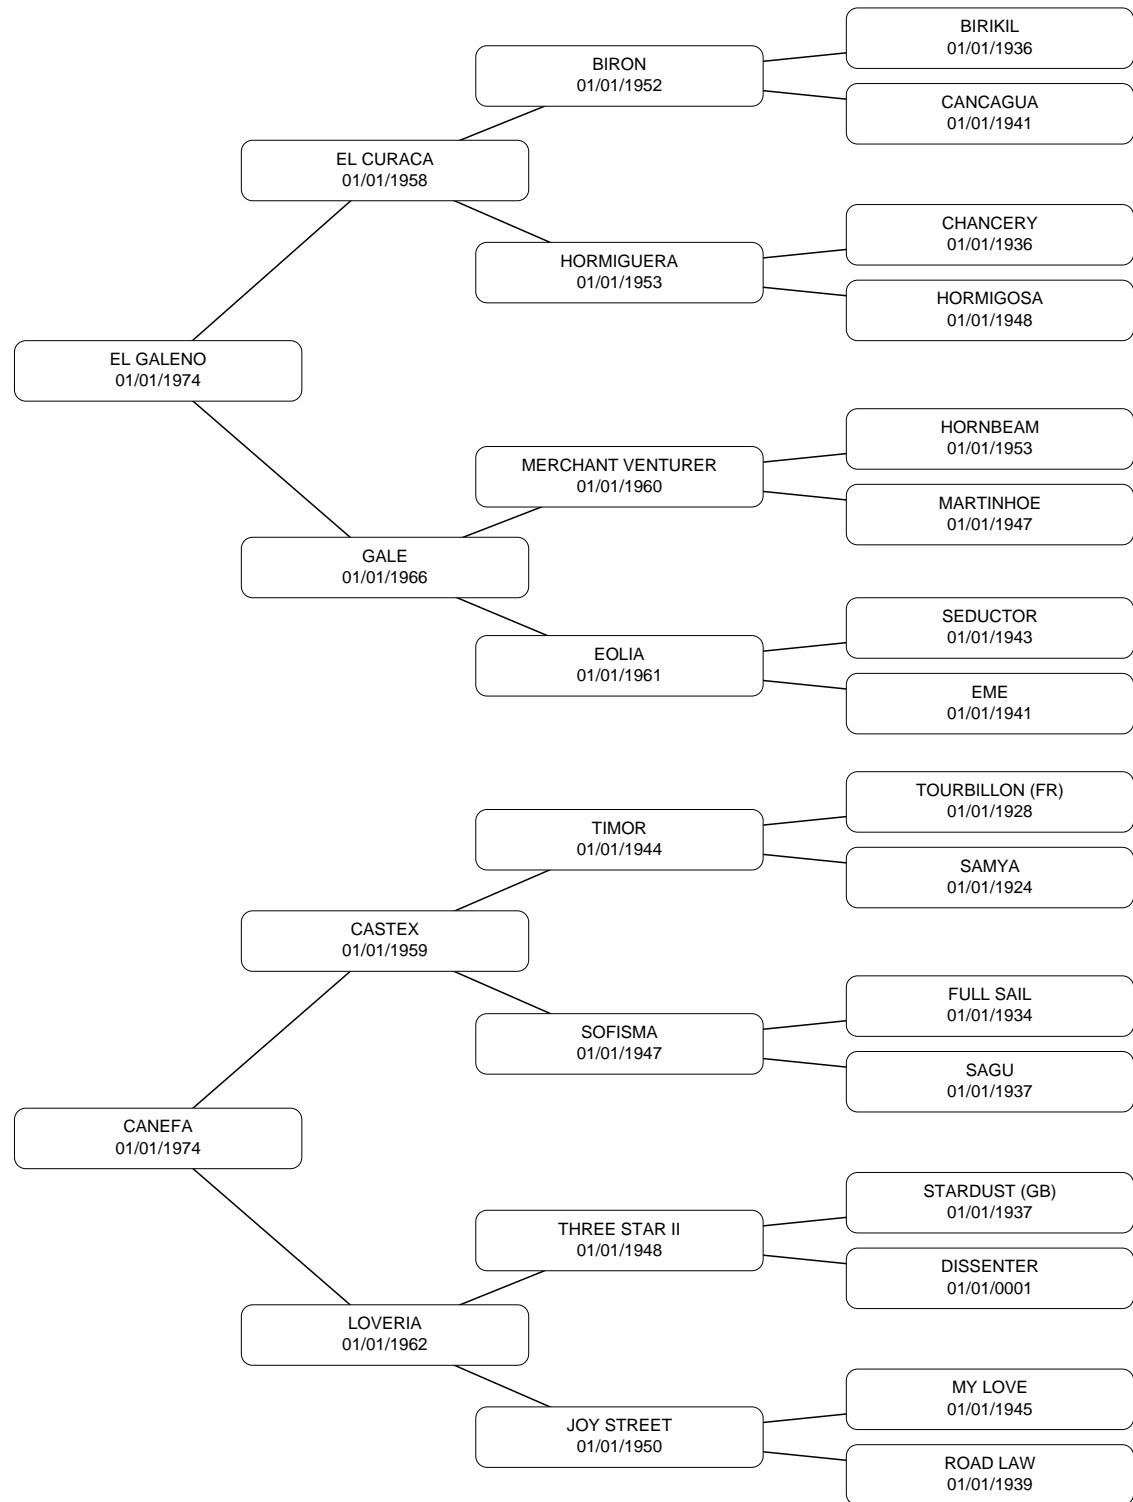 BIRIKIL
01/01/1936
BIRON
01/01/1952
CANCAGUA
01/01/1941
EL CURACA
01/01/1958
CHANCERY
01/01/1936
HORMIGUERA
01/01/1953
HORMIGOSA
01/01/1948
EL GALENO
01/01/1974
HORNBEAM
01/01/1953
MERCHANT VENTURER
01/01/1960
MARTINHOE
01/01/1947
GALE
01/01/1966
SEDUCTOR
01/01/1943
EOLIA
01/01/1961
EME
01/01/1941
TOURBILLON (FR)
01/01/1928
TIMOR
01/01/1944
SAMYA
01/01/1924
CASTEX
01/01/1959
FULL SAIL
01/01/1934
SOFISMA
01/01/1947
SAGU
01/01/1937
CANEFA
01/01/1974
STARDUST (GB)
01/01/1937
THREE STAR II
01/01/1948
DISSENTER
01/01/0001
LOVERIA
01/01/1962
MY LOVE
01/01/1945
JOY STREET
01/01/1950
ROAD LAW
01/01/1939